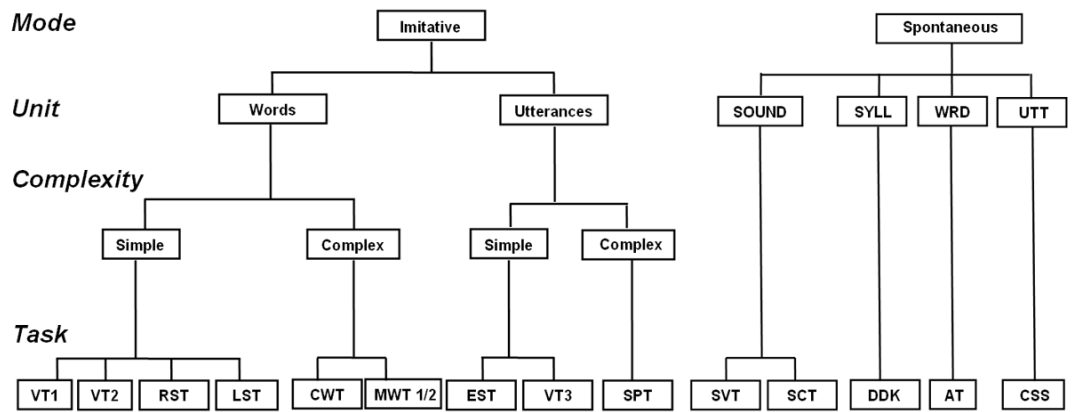 Mode Imitative Spontaneous
Unit Words Utterances SOUND SYLL WRD UTT
Complexity
Simple Complex Simple Complex
Task
VT1 VT2 RST LST CWT MWT 1/2 EST VT3 SPT SVT SCT DDK AT CSS